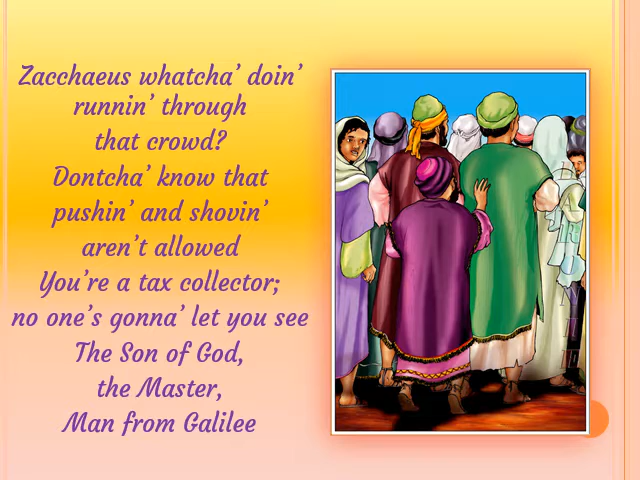 Zacchaeus whatcha’ doin’
runnin’ through
that crowd?
Dontcha’ know that
pushin’ and shovin’
aren’t allowed
You’re a tax collector;
no one’s gonna’ let you see
The Son of God,
the Master,
Man from Galilee